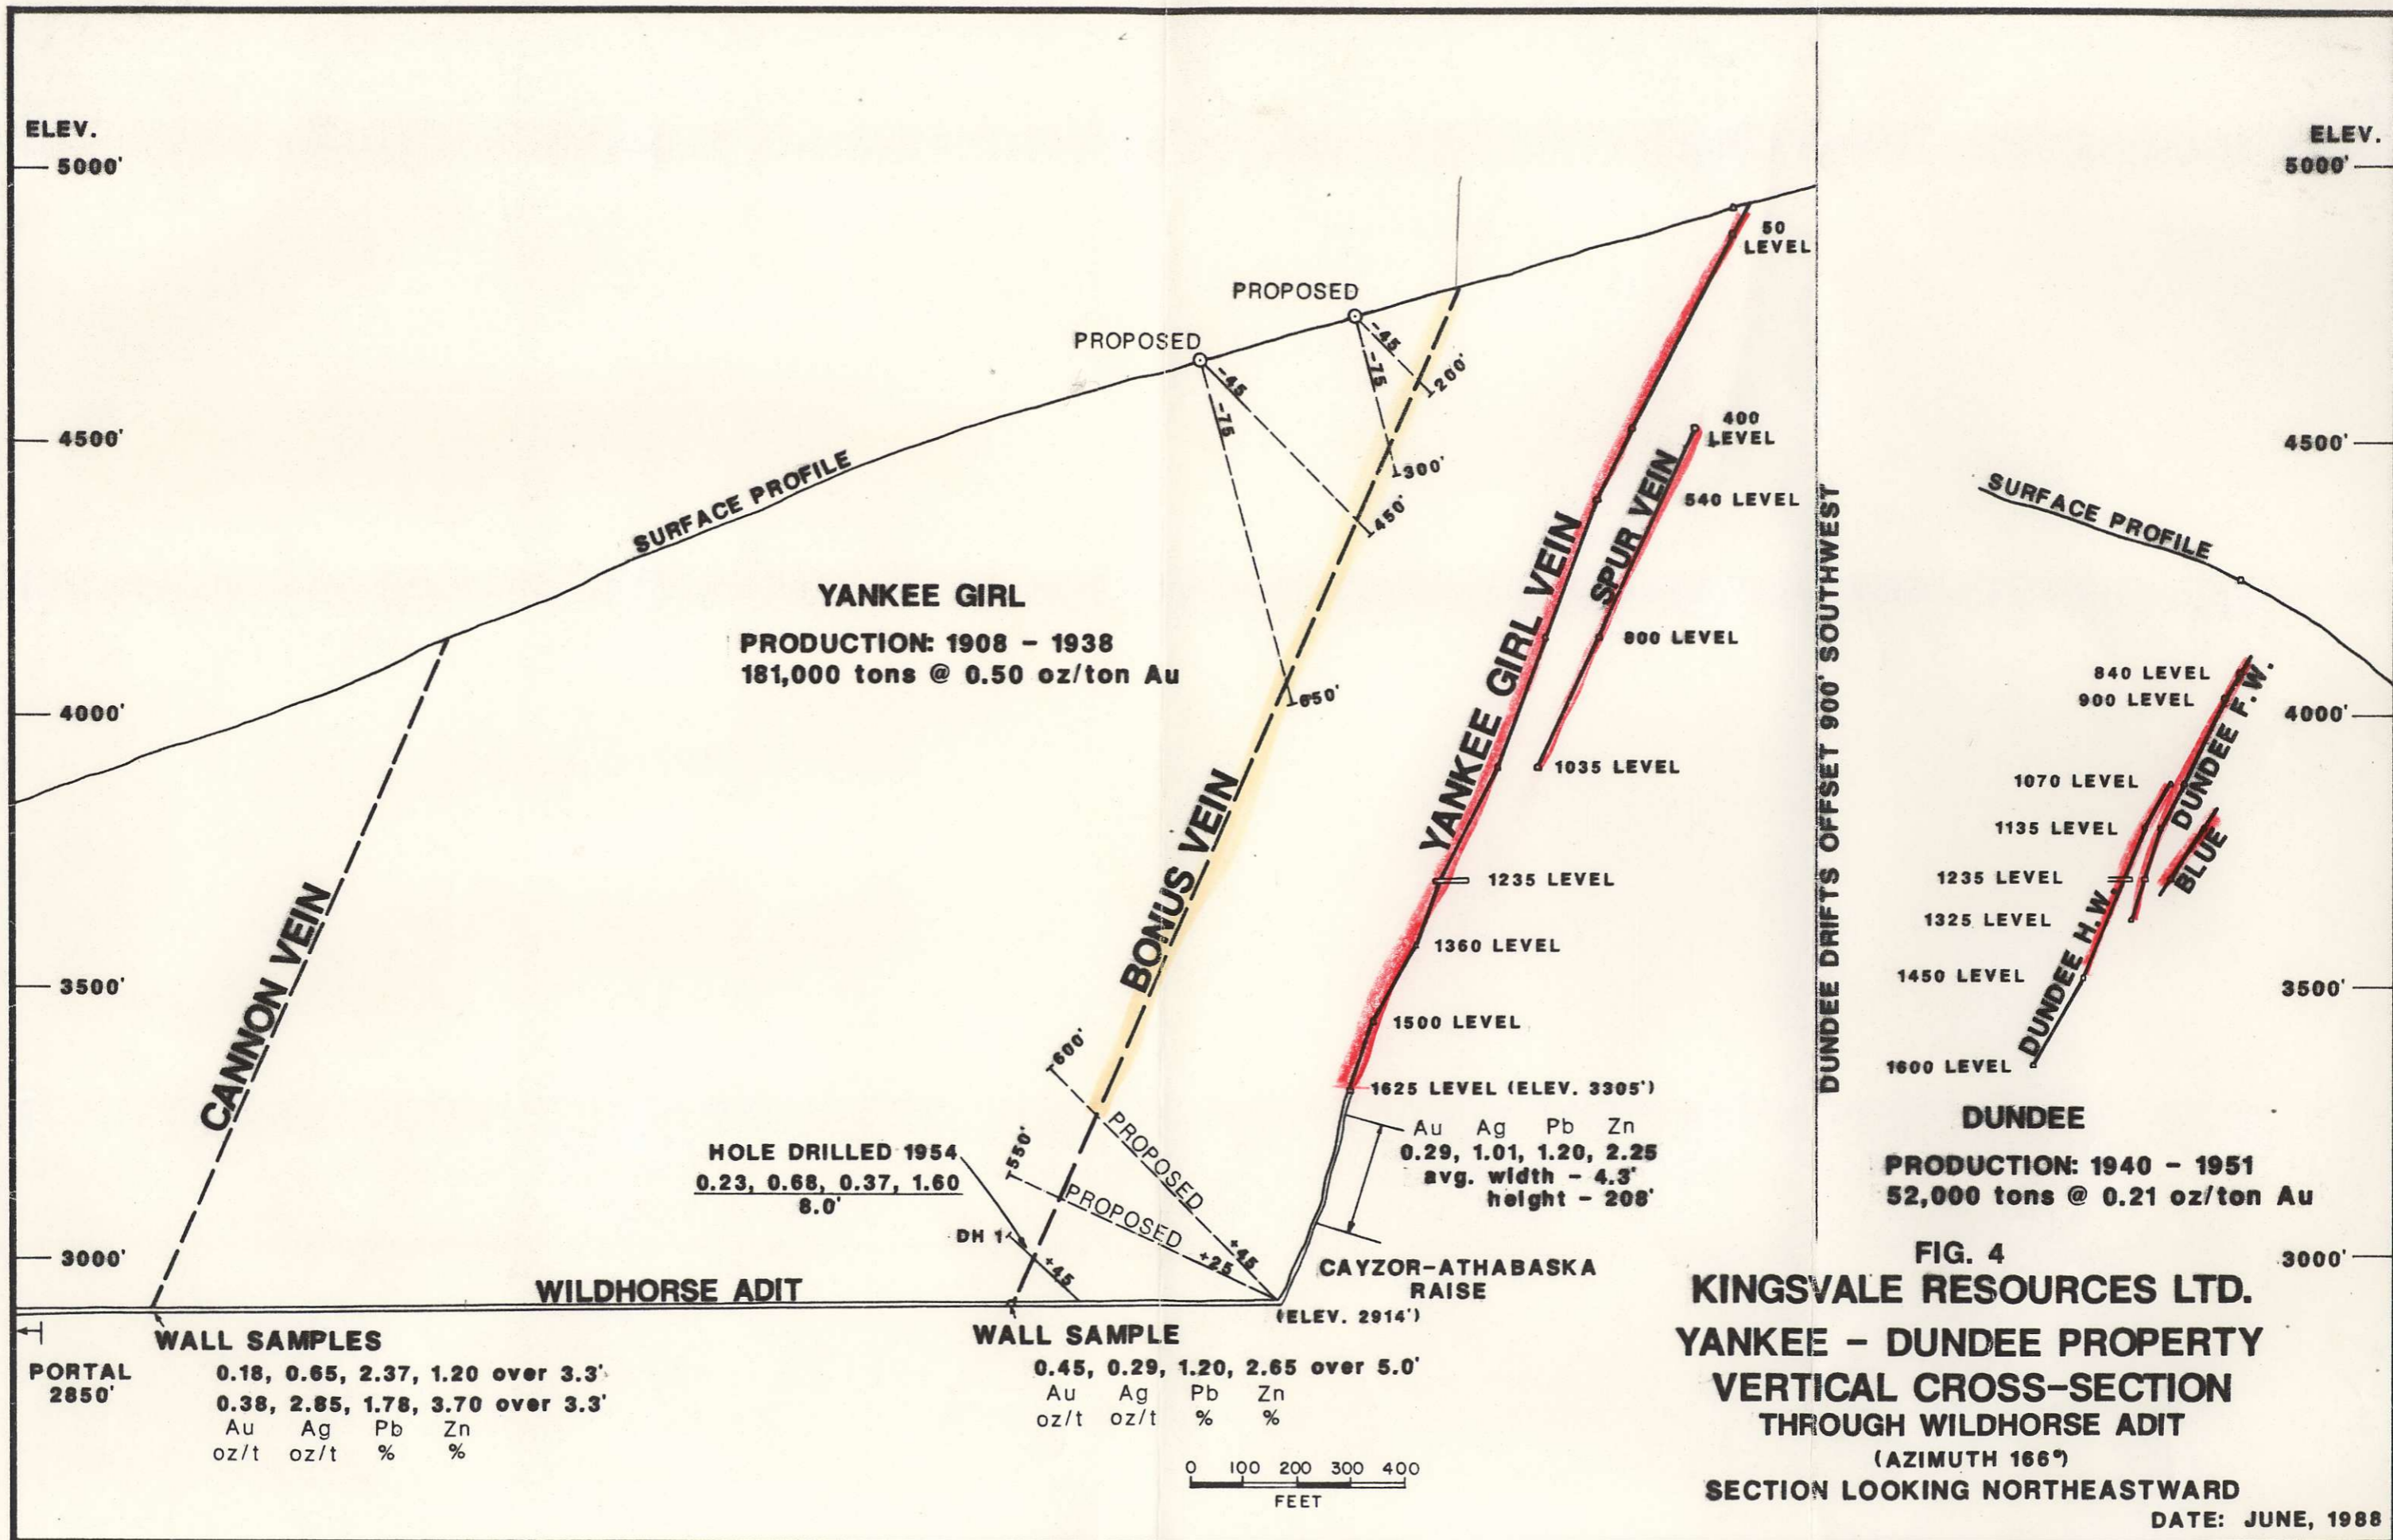 ELEV.
5000'
4500'
4000'
3500'
3000'
ELEV.
5000'
4500'
4000'
3500'
3000'
PROPOSED
-45
-75
200'
300'
PROPOSED
-45
-75
450'
650'
SURFACE PROFILE
YANKEE GIRL
PRODUCTION: 1908 - 1938
181,000 tons @ 0.50 oz/ton Au
CANNON VEIN
BONUS VEIN
YANKEE GIRL VEIN
SPUR VEIN
50
LEVEL
400
LEVEL
540 LEVEL
800 LEVEL
1035 LEVEL
1235 LEVEL
1360 LEVEL
1500 LEVEL
1625 LEVEL (ELEV. 3305')
Au Ag Pb Zn
0.29, 1.01, 1.20, 2.25
avg. width - 4.3'
height - 208'
CAYZOR-ATHABASKA
RAISE
(ELEV. 2914')
600'
PROPOSED
+45
550'
PROPOSED
+25
HOLE DRILLED 1954
0.23, 0.68, 0.37, 1.60
8.0'
DH 1
+45
WILDHORSE ADIT
PORTAL
2850'
WALL SAMPLES
0.18, 0.65, 2.37, 1.20 over 3.3'
0.38, 2.85, 1.78, 3.70 over 3.3'
Au Ag Pb Zn
oz/t oz/t % %
WALL SAMPLE
0.45, 0.29, 1.20, 2.65 over 5.0'
Au Ag Pb Zn
oz/t oz/t % %
0 100 200 300 400
FEET
DUNDEE DRIFTS OFFSET 900' SOUTHWEST
SURFACE PROFILE
840 LEVEL
900 LEVEL
1070 LEVEL
1135 LEVEL
1235 LEVEL
1325 LEVEL
1450 LEVEL
1600 LEVEL
DUNDEE F.W.
BLUE
DUNDEE H.W.
DUNDEE
PRODUCTION: 1940 - 1951
52,000 tons @ 0.21 oz/ton Au
FIG. 4
KINGSVALE RESOURCES LTD.
YANKEE - DUNDEE PROPERTY
VERTICAL CROSS-SECTION
THROUGH WILDHORSE ADIT
(AZIMUTH 166°)
SECTION LOOKING NORTHEASTWARD
DATE: JUNE, 1988